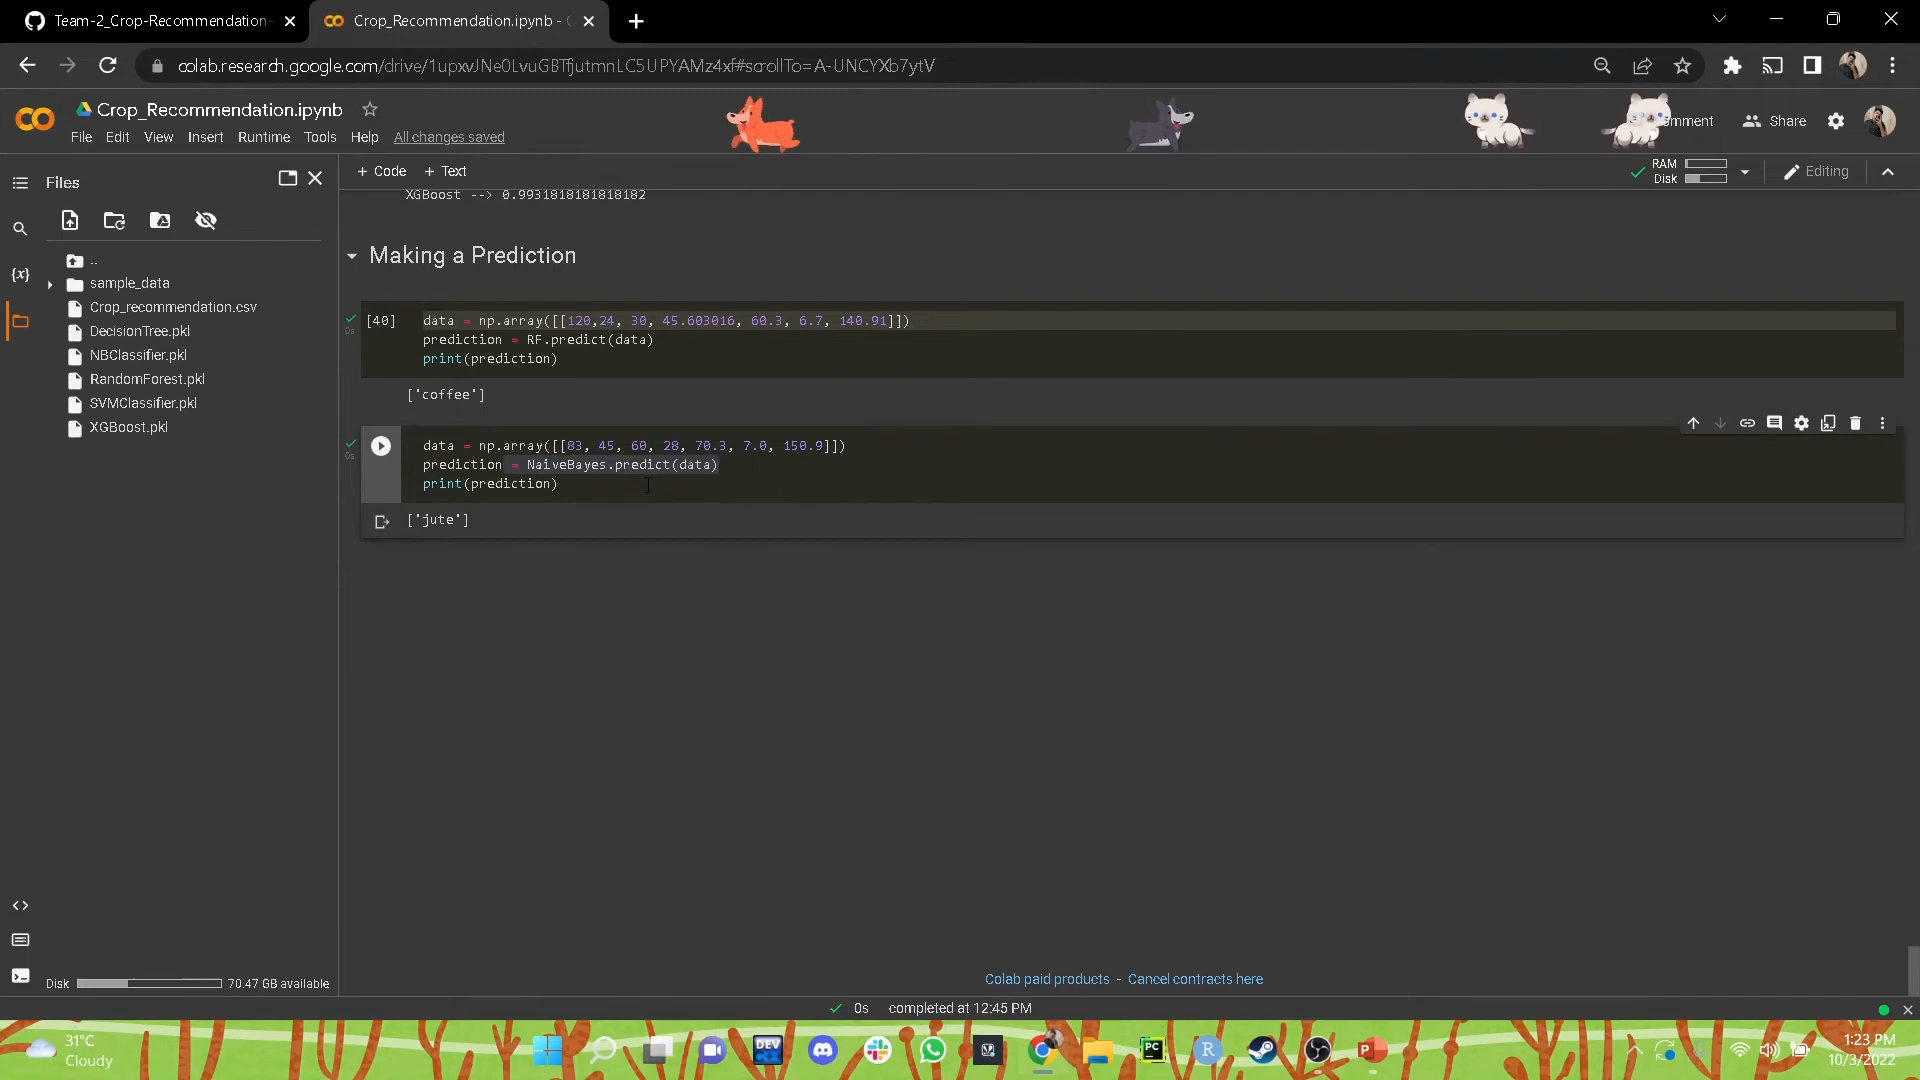 Team-2_Crop-Recommendation-
Crop_Recommendation.ipynb -
colab.research.google.com/drive/1upxvJNe0LvuGBTfjutmnLC5UPYAMz4xf#scrollTo=A-UNCYXb7ytV
Crop_Recommendation.ipynb
File Edit View Insert Runtime Tools Help All changes saved
mment Share
Files
+ Code + Text
RAM
Disk
Editing
XGBoost --> 0.9931818181818182
Making a Prediction
..
sample_data
Crop_recommendation.csv
DecisionTree.pkl
NBClassifier.pkl
RandomForest.pkl
SVMClassifier.pkl
XGBoost.pkl
{x}
0s
[40]
data = np.array([[120,24, 30, 45.603016, 60.3, 6.7, 140.91]])
prediction = RF.predict(data)
print(prediction)
['coffee']
0s
data = np.array([[83, 45, 60, 28, 70.3, 7.0, 150.9]])
prediction = NaiveBayes.predict(data)
print(prediction)
['jute']
Disk 70.47 GB available
Colab paid products - Cancel contracts here
0s completed at 12:45 PM
31°C
Cloudy
DEV
PC
R
P
1:23 PM
10/3/2022